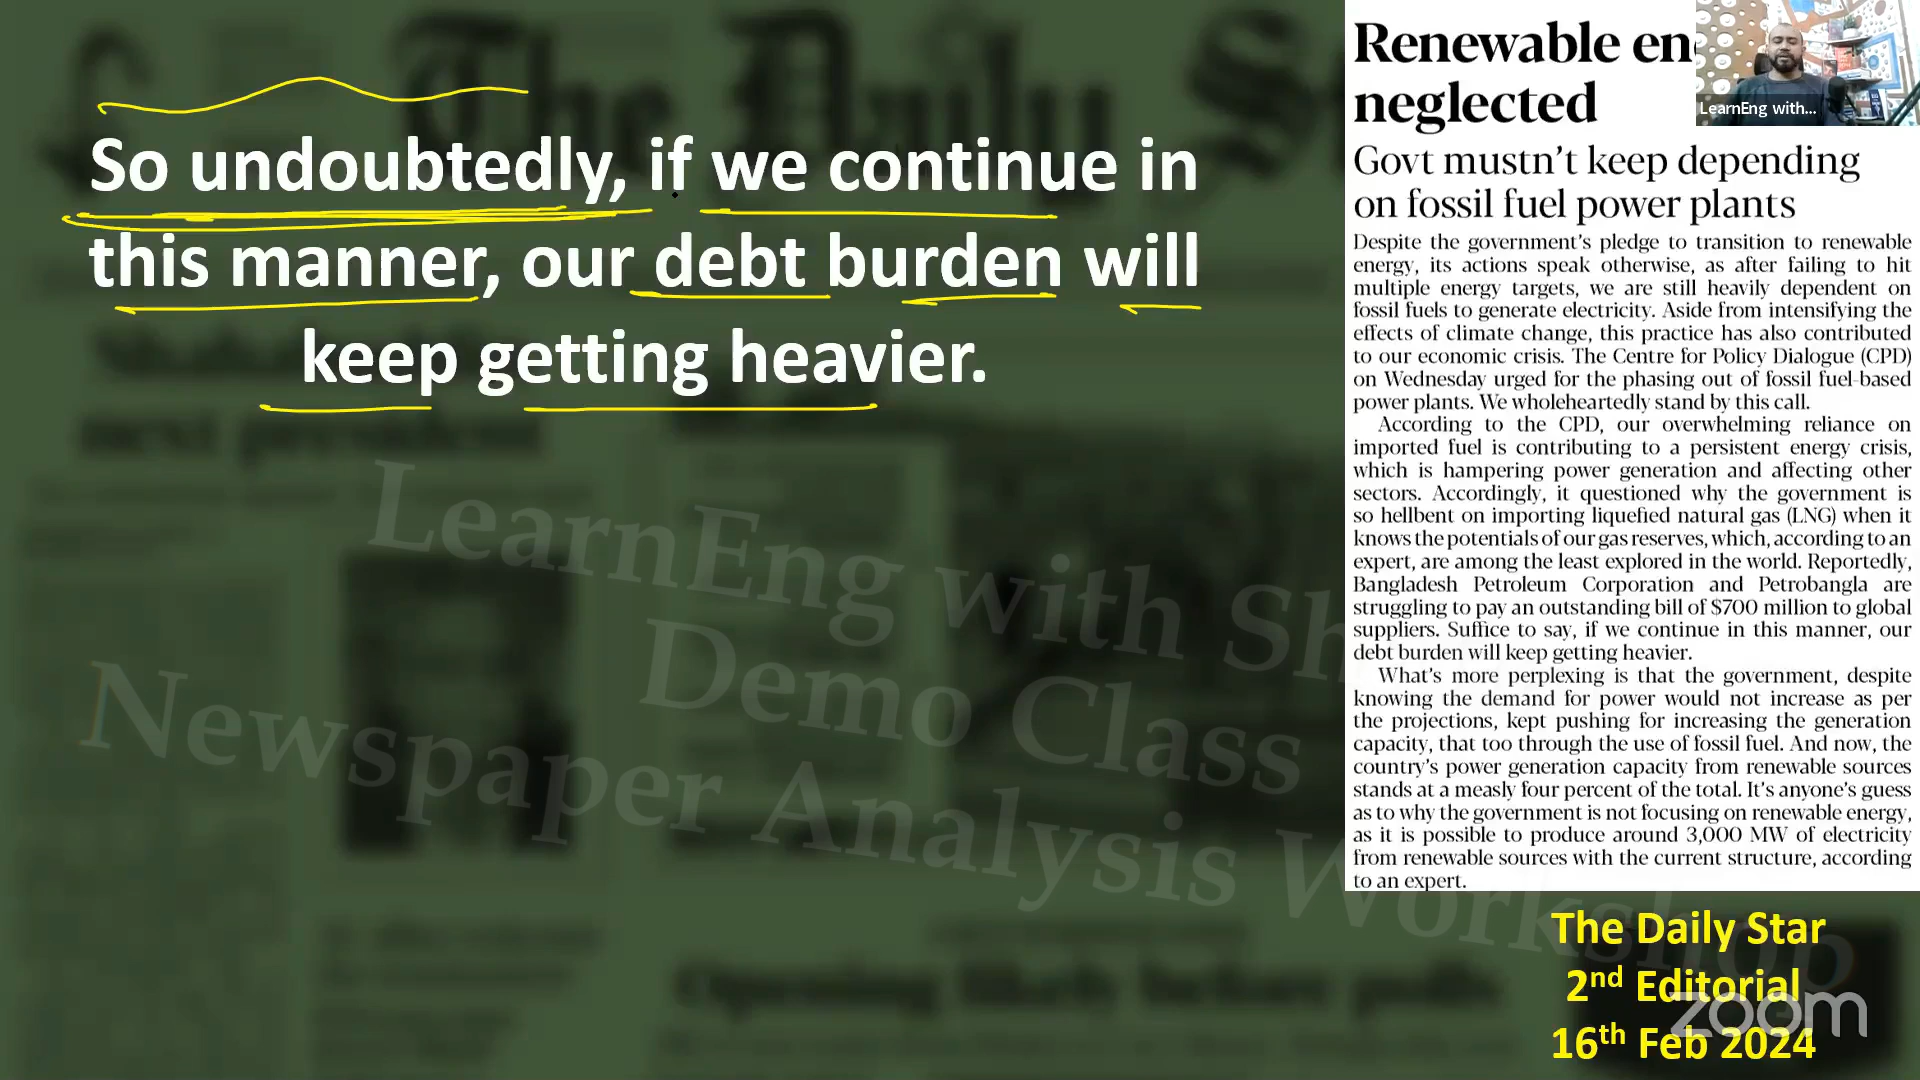 So undoubtedly, if we continue in
this manner, our debt burden will
keep getting heavier.
Renewable en
neglected
LearnEng with...
Govt mustn't keep depending
on fossil fuel power plants
Despite the government's pledge to transition to renewable
energy, its actions speak otherwise, as after failing to hit
multiple energy targets, we are still heavily dependent on
fossil fuels to generate electricity. Aside from intensifying the
effects of climate change, this practice has also contributed
to our economic crisis. The Centre for Policy Dialogue (CPD)
on Wednesday urged for the phasing out of fossil fuel-based
power plants. We wholeheartedly stand by this call.
According to the CPD, our overwhelming reliance on
imported fuel is contributing to a persistent energy crisis,
which is hampering power generation and affecting other
sectors. Accordingly, it questioned why the government is
so hellbent on importing liquefied natural gas (LNG) when it
knows the potentials of our gas reserves, which, according to an
expert, are among the least explored in the world. Reportedly,
Bangladesh Petroleum Corporation and Petrobangla are
struggling to pay an outstanding bill of $700 million to global
suppliers. Suffice to say, if we continue in this manner, our
debt burden will keep getting heavier.
What's more perplexing is that the government, despite
knowing the demand for power would not increase as per
the projections, kept pushing for increasing the generation
capacity, that too through the use of fossil fuel. And now, the
country's power generation capacity from renewable sources
stands at a measly four percent of the total. It's anyone's guess
as to why the government is not focusing on renewable energy,
as it is possible to produce around 3,000 MW of electricity
from renewable sources with the current structure, according
to an expert.
LearnEng with Sh
Demo Class
Newspaper Analysis Workshop
The Daily Star
2nd Editorial
16th Feb 2024
zoom